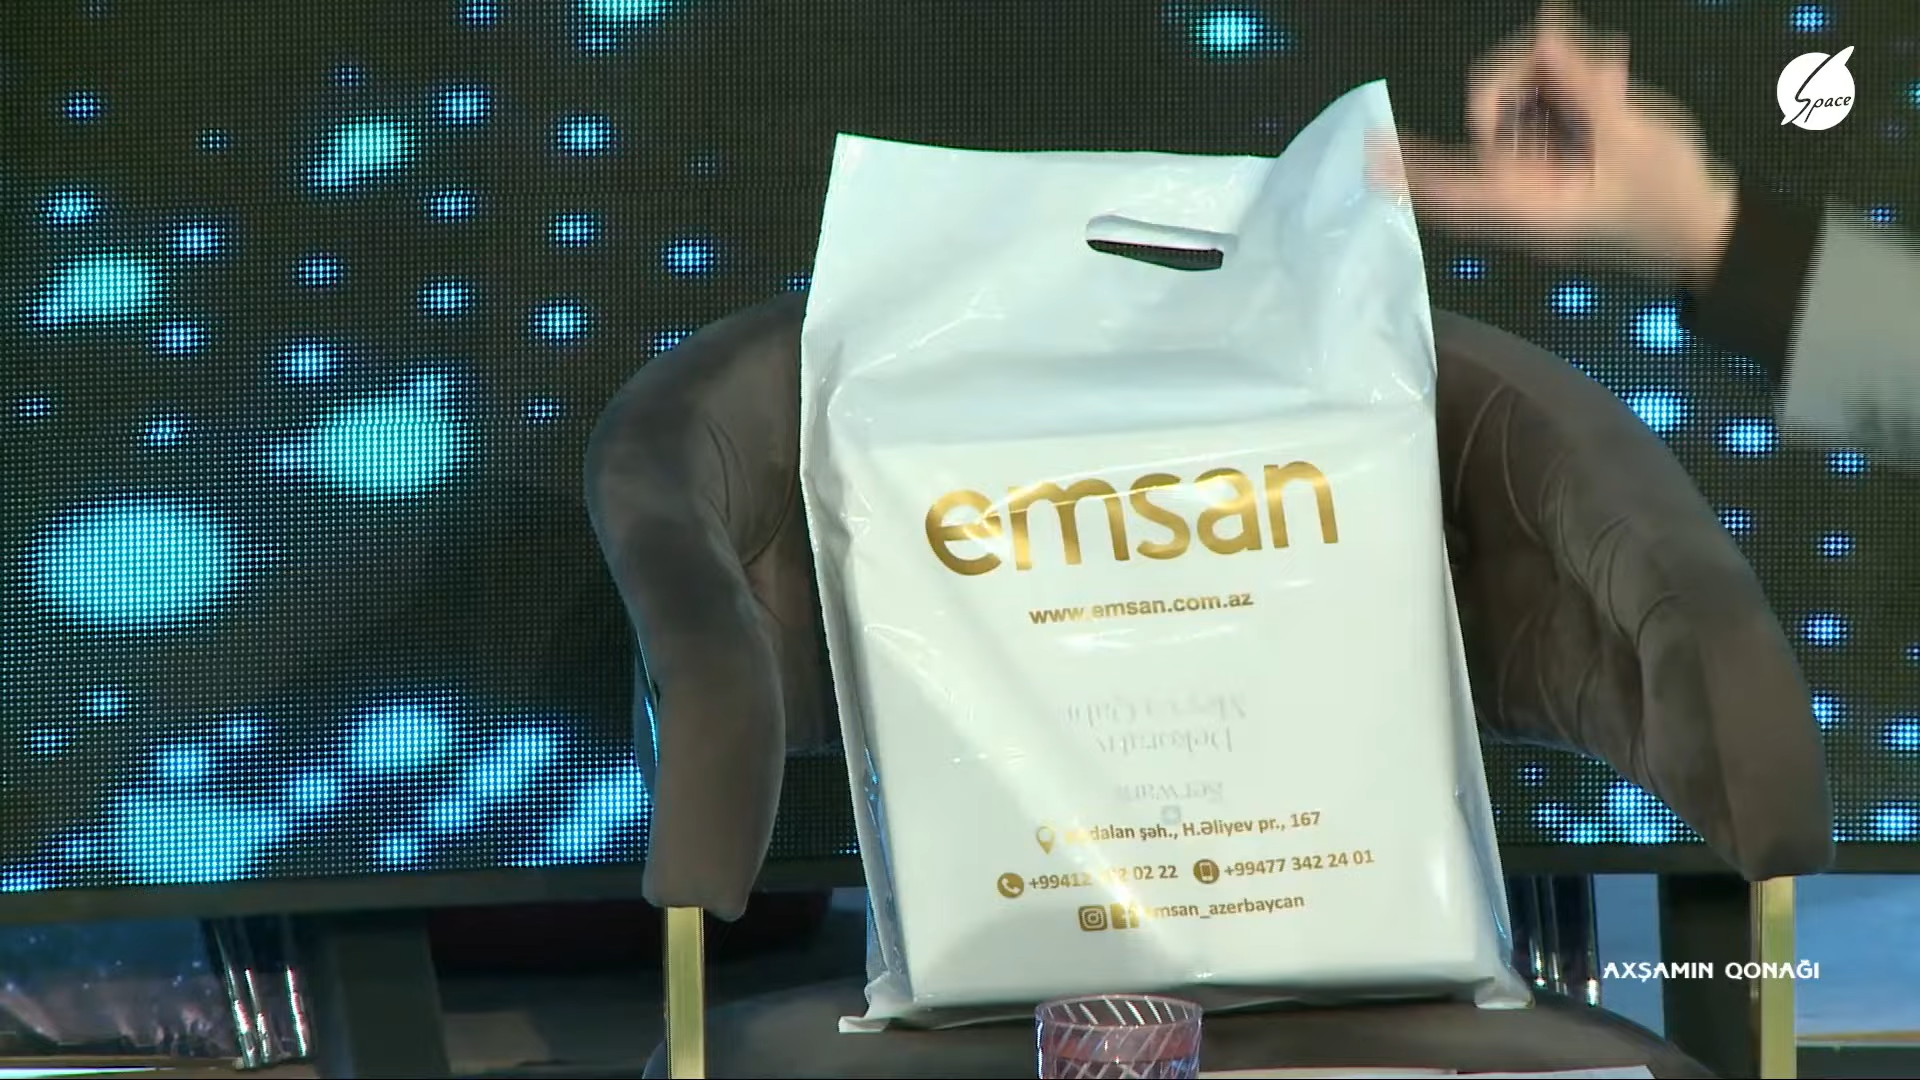 Space
emsan
www.emsan.com.az
şəh., H.Əliyev pr., 167
+99412 02 22 +99477 342 24 01
emsan_azerbaycan
AXŞAMIN QONAĞI